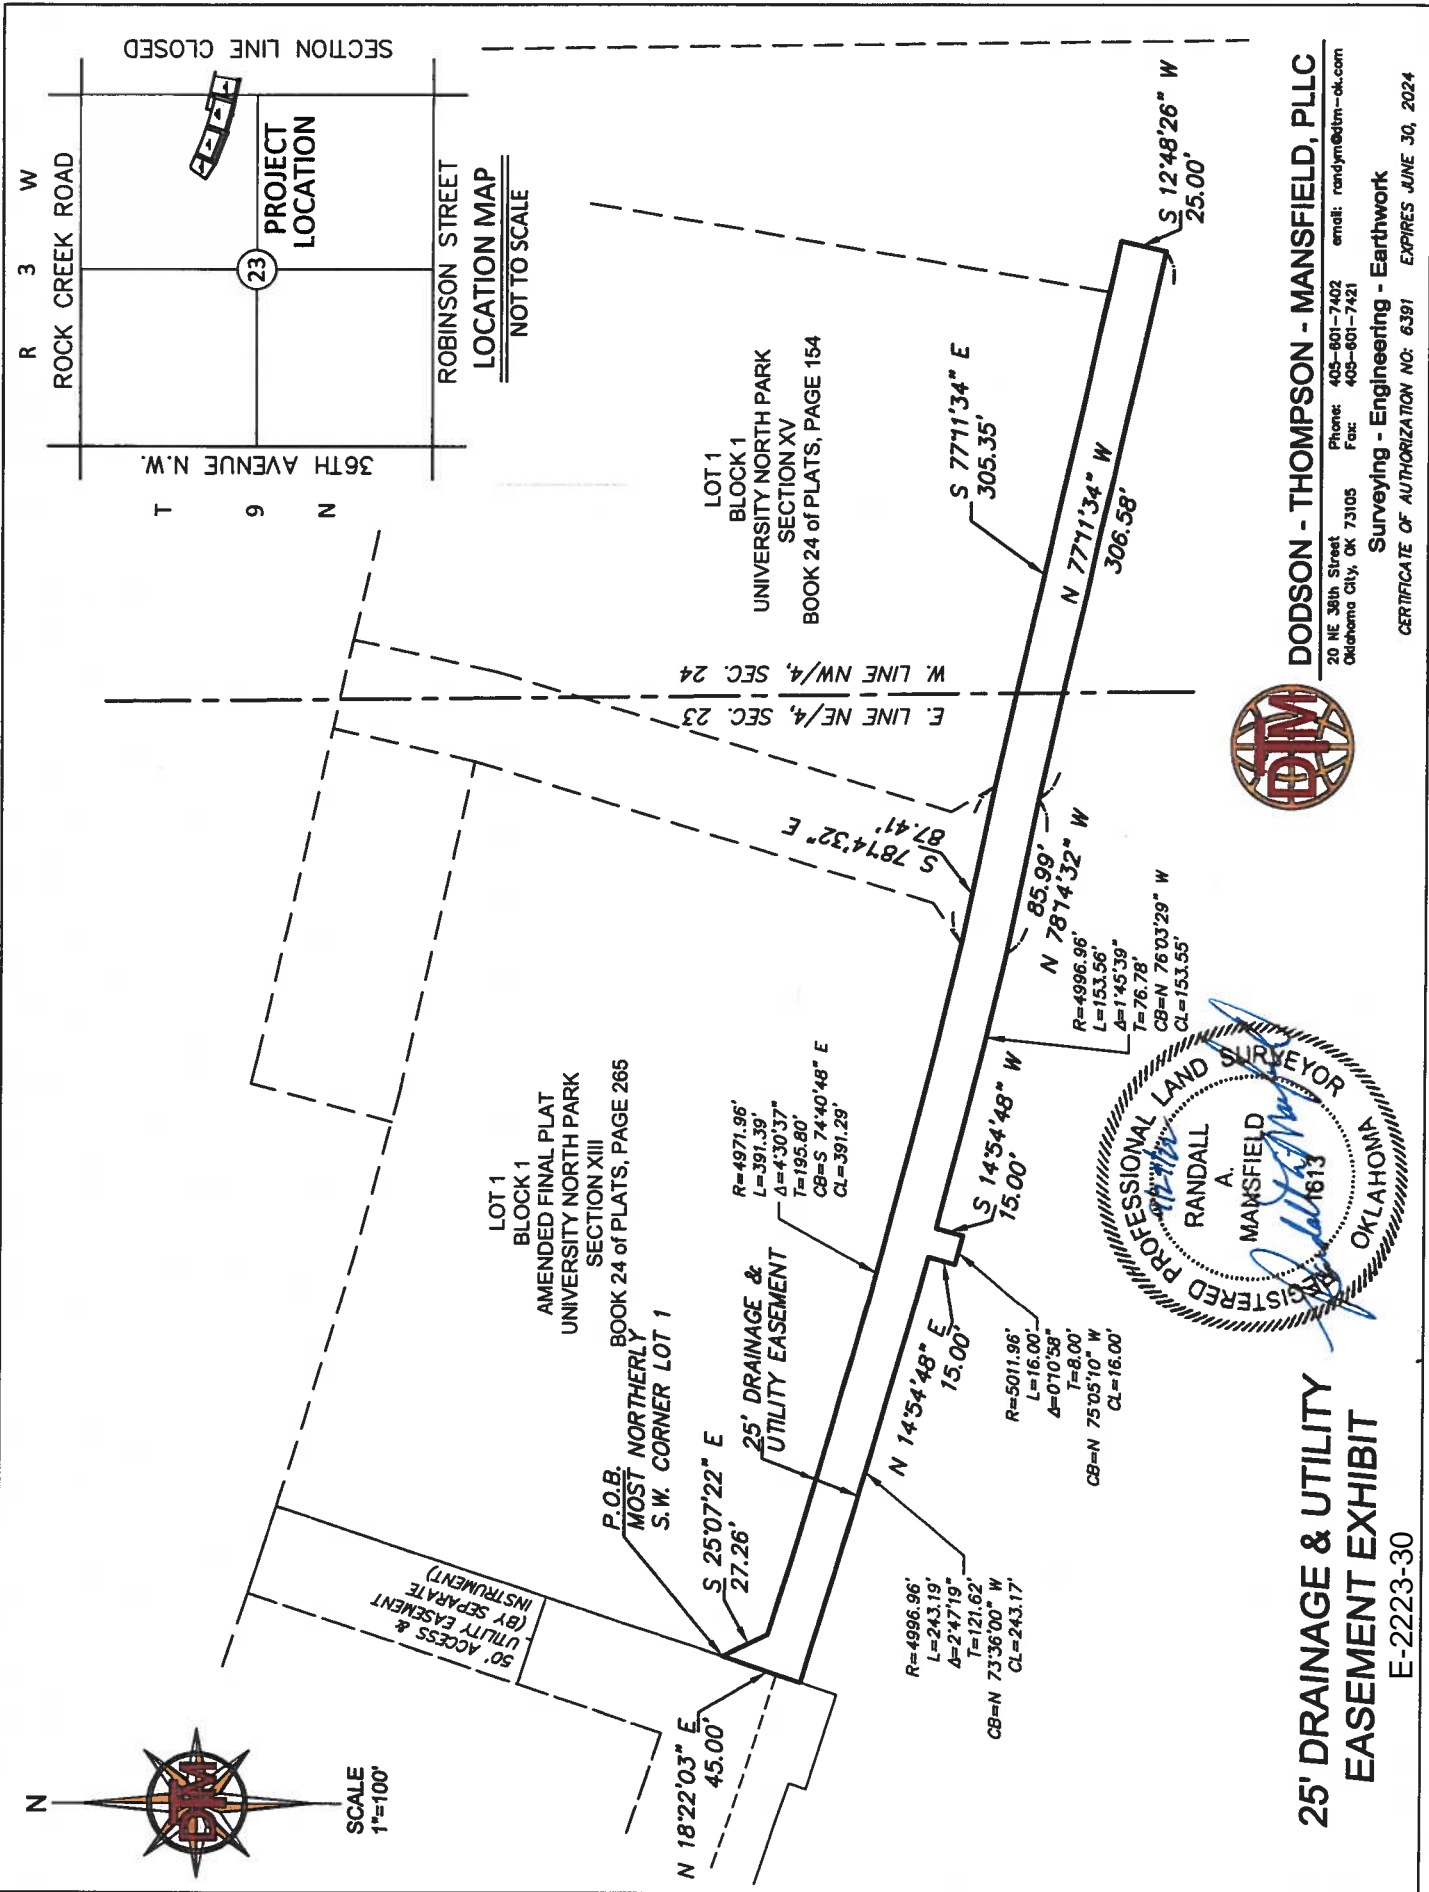 N
SCALE
1"=100'
R 3 W
ROCK CREEK ROAD
SECTION LINE CLOSED
36TH AVENUE N.W.
T
9
N
23
PROJECT
LOCATION
ROBINSON STREET
LOCATION MAP
NOT TO SCALE
50' ACCESS &
UTILITY EASEMENT
(BY SEPARATE
INSTRUMENT)
LOT 1
BLOCK 1
AMENDED FINAL PLAT
UNIVERSITY NORTH PARK
SECTION XIII
BOOK 24 of PLATS, PAGE 265
LOT 1
BLOCK 1
UNIVERSITY NORTH PARK
SECTION XV
BOOK 24 of PLATS, PAGE 154
P.O.B.
MOST NORTHERLY
S.W. CORNER LOT 1
E. LINE NE/4, SEC. 23
W. LINE NW/4, SEC. 24
N 18°22'03" E
45.00'
S 25°07'22" E
27.26'
25' DRAINAGE &
UTILITY EASEMENT
R=4971.96'
L=391.39'
Δ=4°30'37"
T=195.80'
CB=S 74°40'48" E
CL=391.29'
S 78°14'32" E
87.41'
S 77°11'34" E
305.35'
S 12°48'26" W
25.00'
N 77°11'34" W
306.58'
85.99'
N 78°14'32" W
R=4996.96'
L=153.56'
Δ=1°45'39"
T=76.78'
CB=N 76°03'29" W
CL=153.55'
S 14°54'48" W
15.00'
R=5011.96'
L=16.00'
Δ=0°10'58"
T=8.00'
CB=N 75°05'10" W
CL=16.00'
N 14°54'48" E
15.00'
R=4996.96'
L=243.19'
Δ=2°47'19"
T=121.62'
CB=N 73°36'00" W
CL=243.17'
25' DRAINAGE & UTILITY
EASEMENT EXHIBIT
E-2223-30
REGISTERED PROFESSIONAL LAND SURVEYOR
RANDALL
A.
MANSFIELD
1613
OKLAHOMA
DTM
DTM
DODSON - THOMPSON - MANSFIELD, PLLC
20 NE 38th Street Phone: 405-601-7402 email: randym@dtm-ok.com
Oklahoma City, OK 73105 Fax: 405-601-7421
Surveying - Engineering - Earthwork
CERTIFICATE OF AUTHORIZATION NO: 6391 EXPIRES JUNE 30, 2024